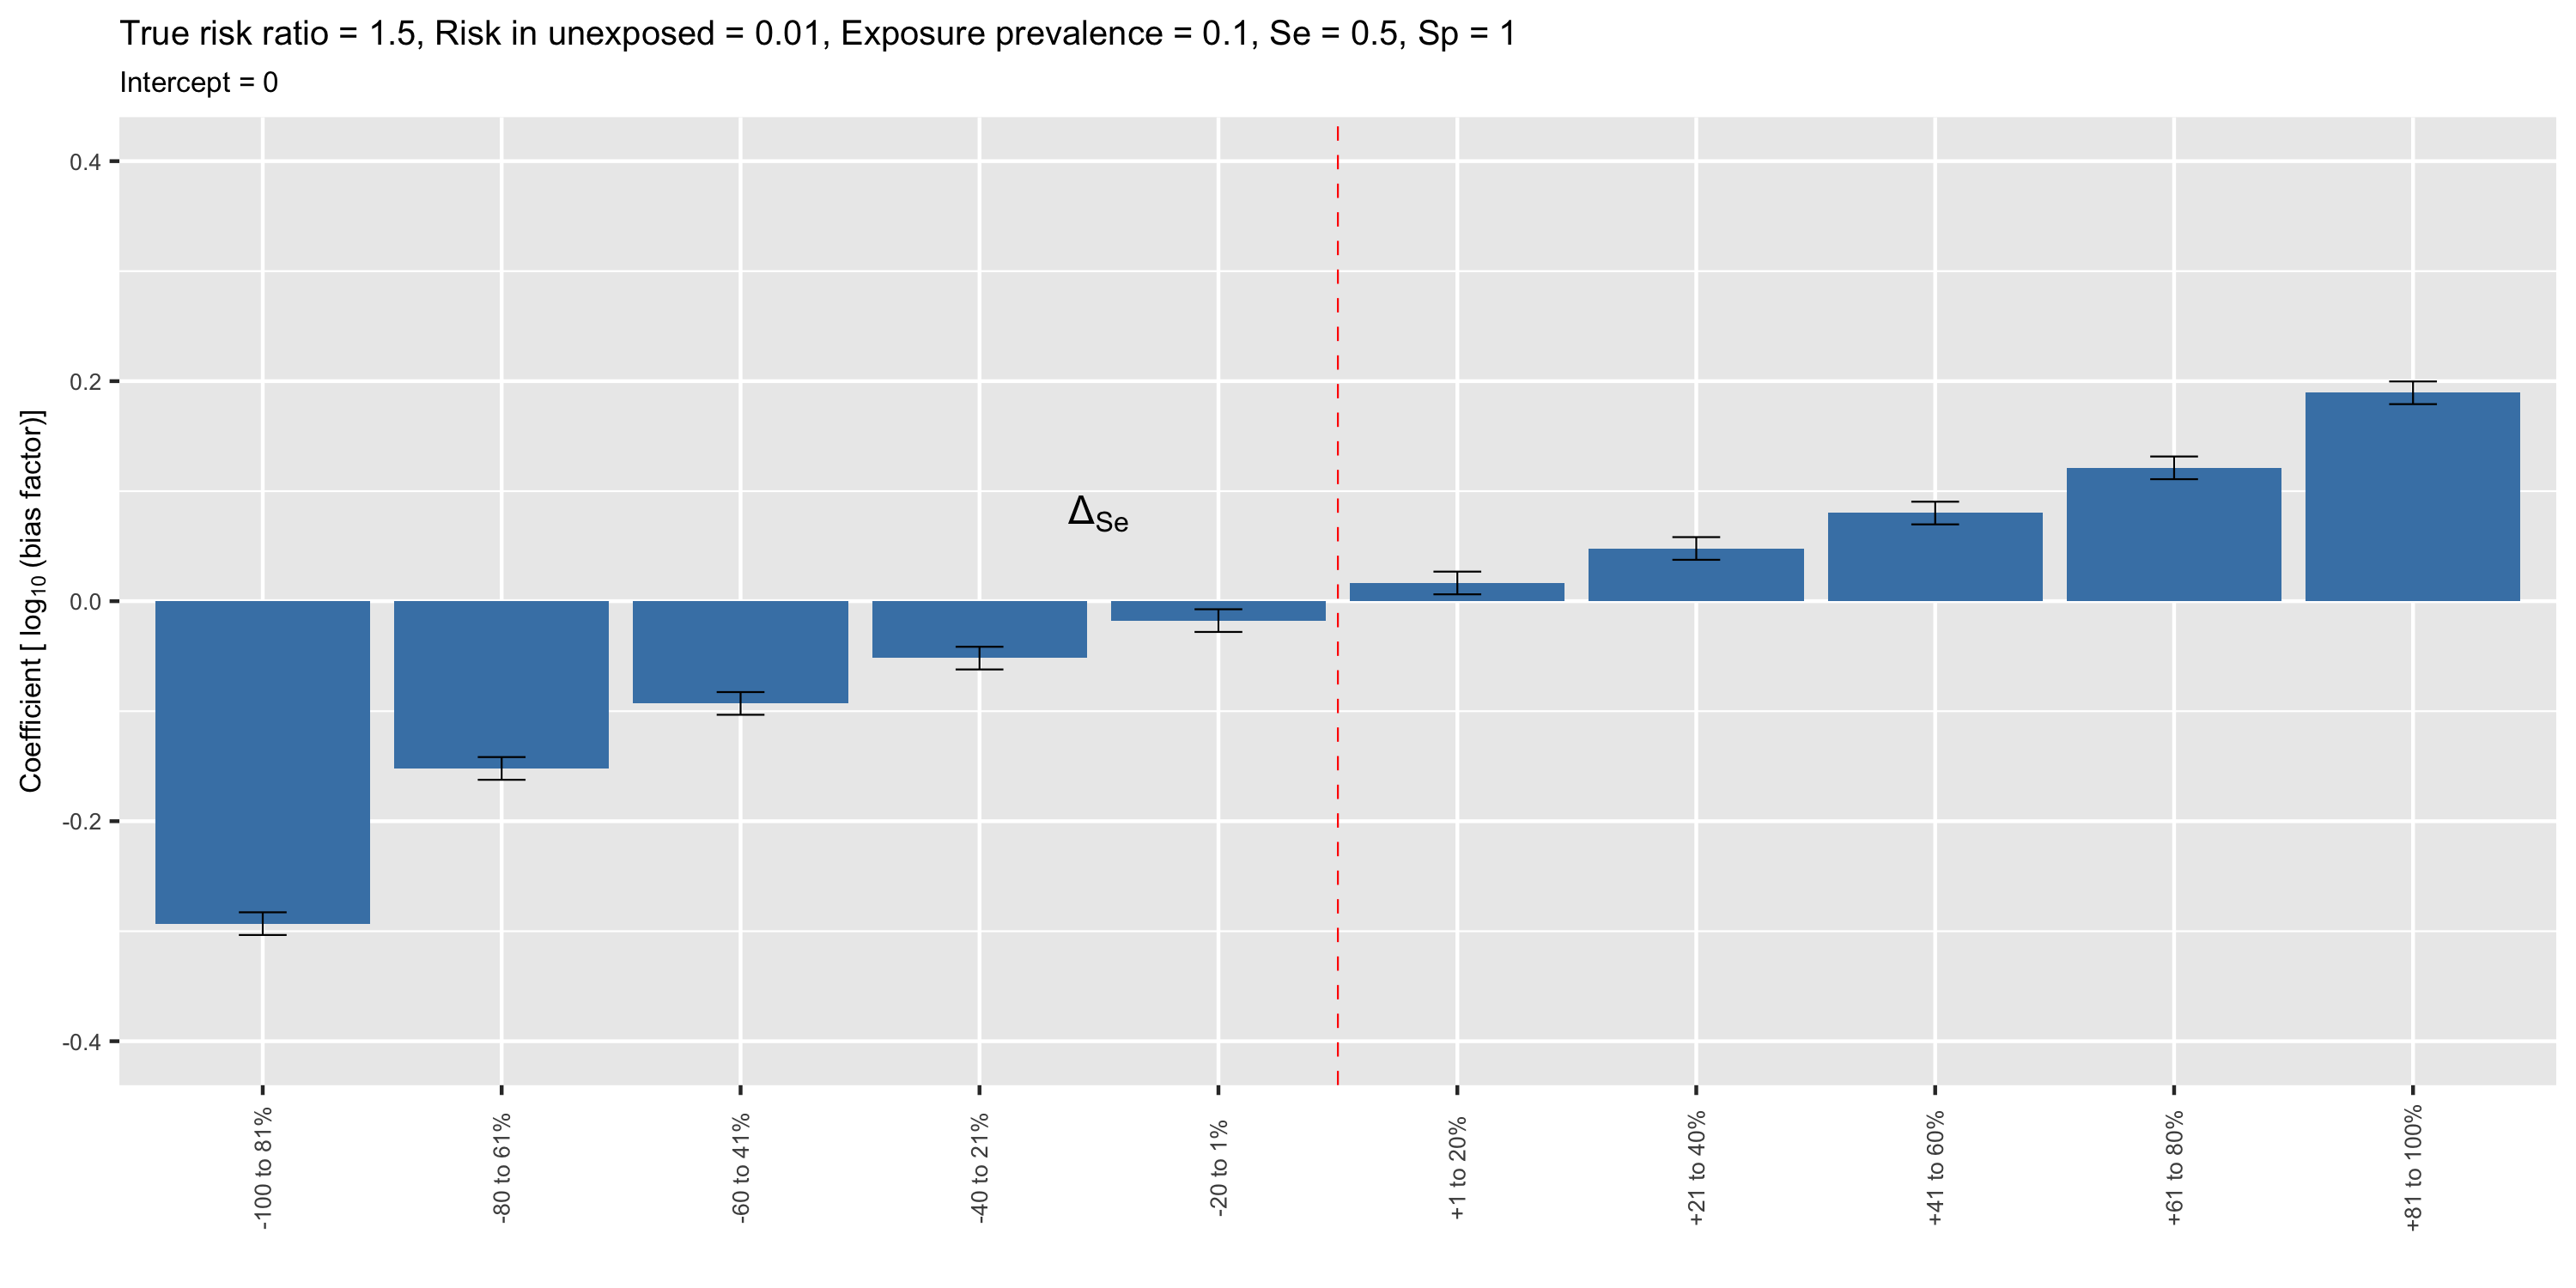 True risk ratio = 1.5, Risk in unexposed = 0.01, Exposure prevalence = 0.1, Se = 0.5, Sp = 1
Intercept = 0
Coefficient [ log10 (bias factor)]
0.4
0.2
0.0
-0.2
-0.4
ΔSe
-100 to 81%
-80 to 61%
-60 to 41%
-40 to 21%
-20 to 1%
+1 to 20%
+21 to 40%
+41 to 60%
+61 to 80%
+81 to 100%